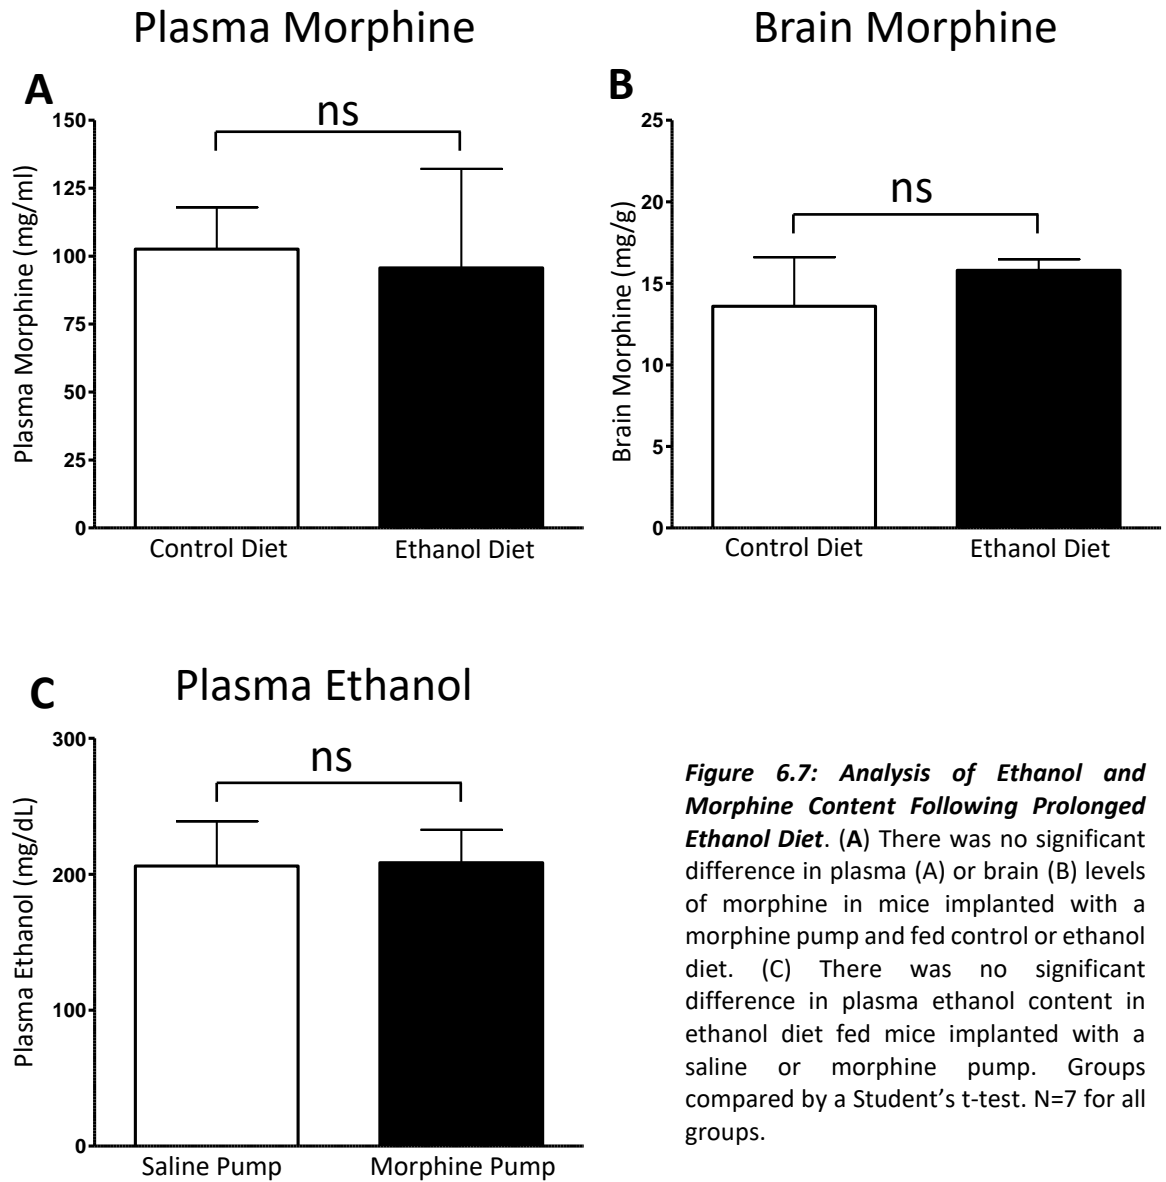 Plasma Morphine
Brain Morphine
A
ns
150
125
100
75
50
25
0
Plasma Morphine (mg/ml)
Control Diet
Ethanol Diet
B
ns
25
20
15
10
5
0
Brain Morphine (mg/g)
Control Diet
Ethanol Diet
C
Plasma Ethanol
ns
300
200
100
0
Plasma Ethanol (mg/dL)
Saline Pump
Morphine Pump
Figure 6.7: Analysis of Ethanol and
Morphine Content Following Prolonged
Ethanol Diet. (A) There was no significant
difference in plasma (A) or brain (B) levels
of morphine in mice implanted with a
morphine pump and fed control or ethanol
diet. (C) There was no significant
difference in plasma ethanol content in
ethanol diet fed mice implanted with a
saline or morphine pump. Groups
compared by a Student’s t-test. N=7 for all
groups.